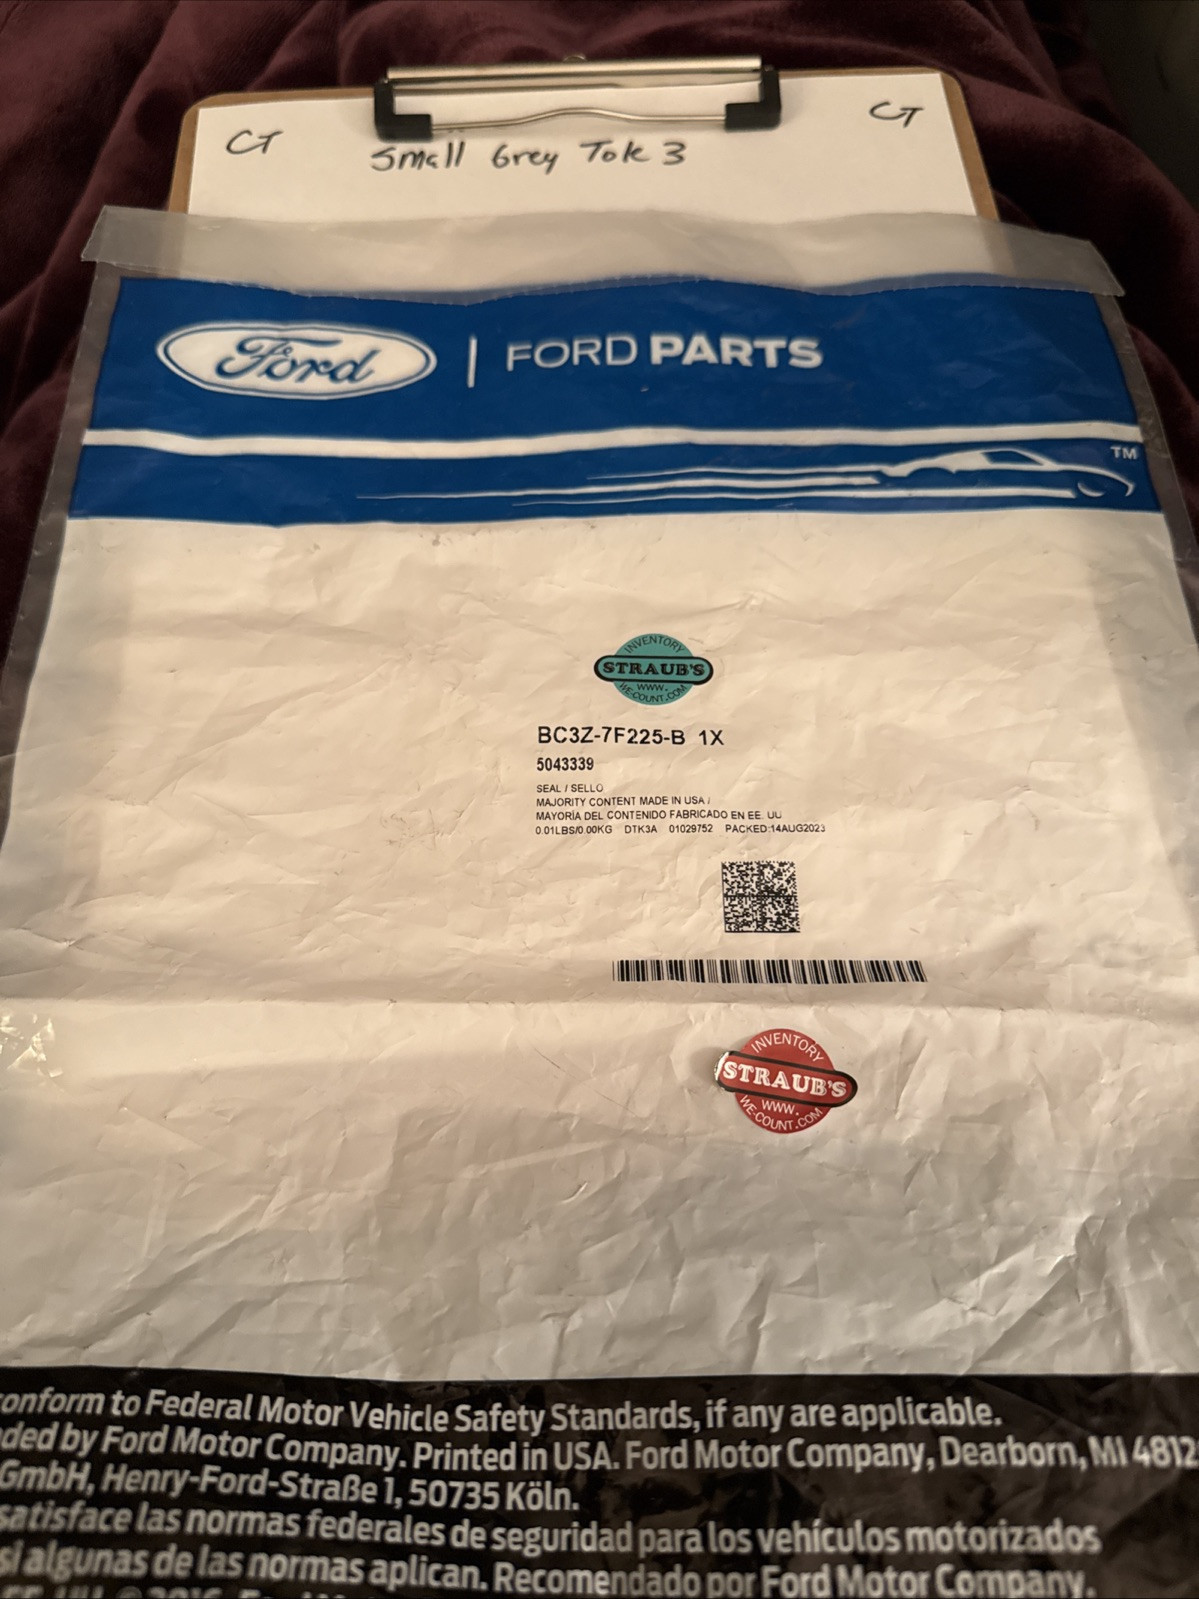 CT
CT
Small Grey Tote 3
Ford | FORD PARTS
TM
INVENTORY
STRAUB'S
WWW.
WE-COUNT.COM
BC3Z-7F225-B 1X
5043339
SEAL / SELLO
MAJORITY CONTENT MADE IN USA /
MAYORÍA DEL CONTENIDO FABRICADO EN EE. UU
0.01LBS/0.00KG DTK3A 01029752 PACKED:14AUG2023
INVENTORY
STRAUB'S
WWW.
WE-COUNT.COM
onform to Federal Motor Vehicle Safety Standards, if any are applicable.
ded by Ford Motor Company. Printed in USA. Ford Motor Company, Dearborn, MI 4812
GmbH, Henry-Ford-Straße 1, 50735 Köln.
satisface las normas federales de seguridad para los vehículos motorizados
si algunas de las normas aplican. Recomendado por Ford Motor Company.